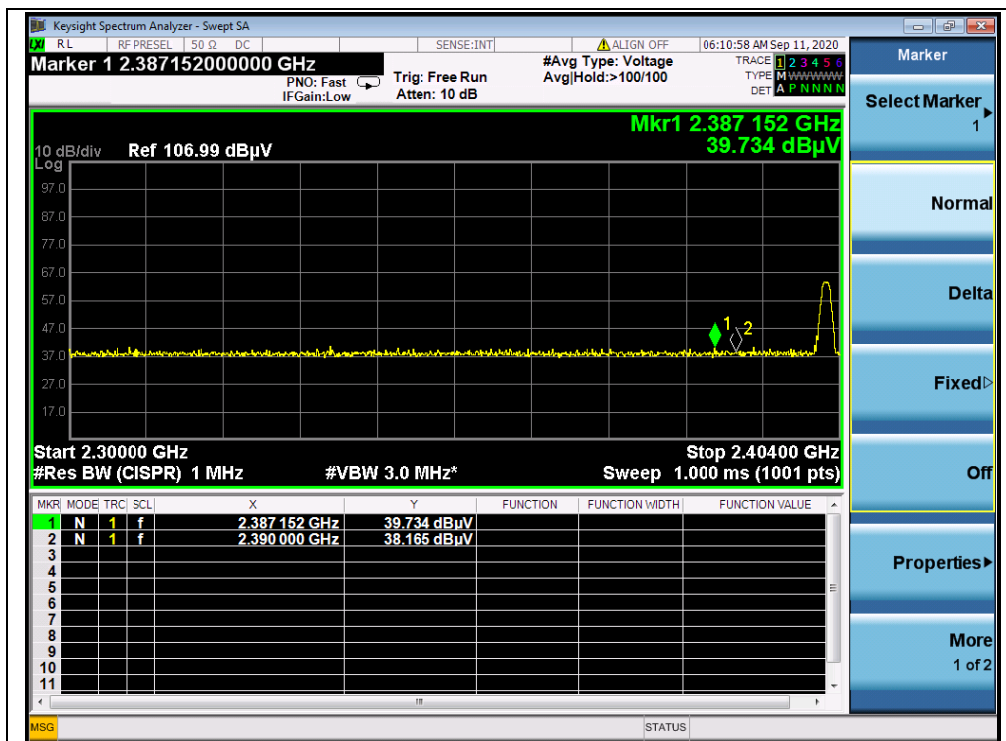 Keysight Spectrum Analyzer - Swept SA
LXI RL RF PRESEL 50 Ω DC SENSE:INT ALIGN OFF 06:10:58 AM Sep 11, 2020
Marker 1 2.387152000000 GHz
PNO: Fast
IFGain:Low
Trig: Free Run
Atten: 10 dB
#Avg Type: Voltage
Avg|Hold:>100/100
TRACE 1 2 3 4 5 6
TYPE M WWWWW
DET A P N N N N
Mkr1 2.387 152 GHz
39.734 dBµV
10 dB/div Ref 106.99 dBµV
Log
97.0
87.0
77.0
67.0
57.0
47.0
37.0
27.0
17.0
1
2
Start 2.30000 GHz Stop 2.40400 GHz
#Res BW (CISPR) 1 MHz #VBW 3.0 MHz* Sweep 1.000 ms (1001 pts)
MKR MODE TRC SCL X Y FUNCTION FUNCTION WIDTH FUNCTION VALUE
1 N 1 f 2.387 152 GHz 39.734 dBµV
2 N 1 f 2.390 000 GHz 38.165 dBµV
3
4
5
6
7
8
9
10
11
MSG STATUS
Marker
Select Marker
1
Normal
Delta
Fixed
Off
Properties
More
1 of 2